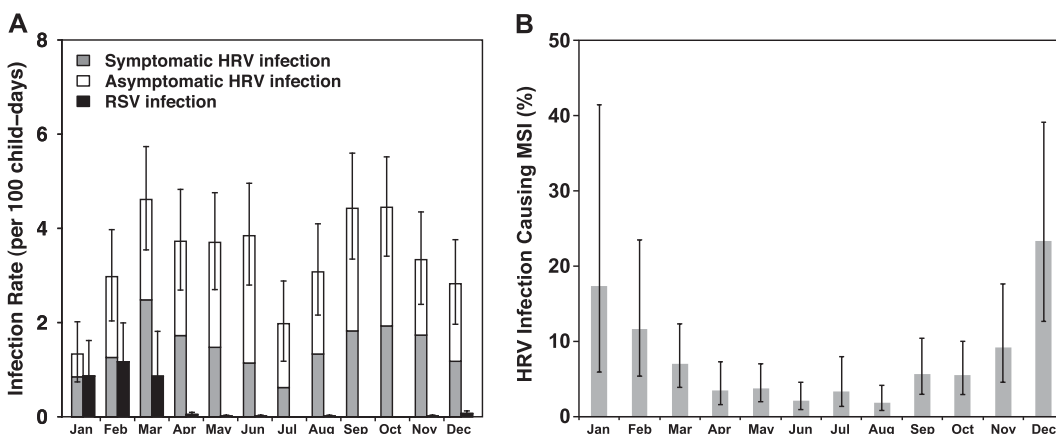 A
Infection Rate (per 100 child–days)
8
6
4
2
0
Symptomatic HRV infection
Asymptomatic HRV infection
RSV infection
Jan Feb Mar Apr May Jun Jul Aug Sep Oct Nov Dec
B
HRV Infection Causing MSI (%)
50
40
30
20
10
0
Jan Feb Mar Apr May Jun Jul Aug Sep Oct Nov Dec